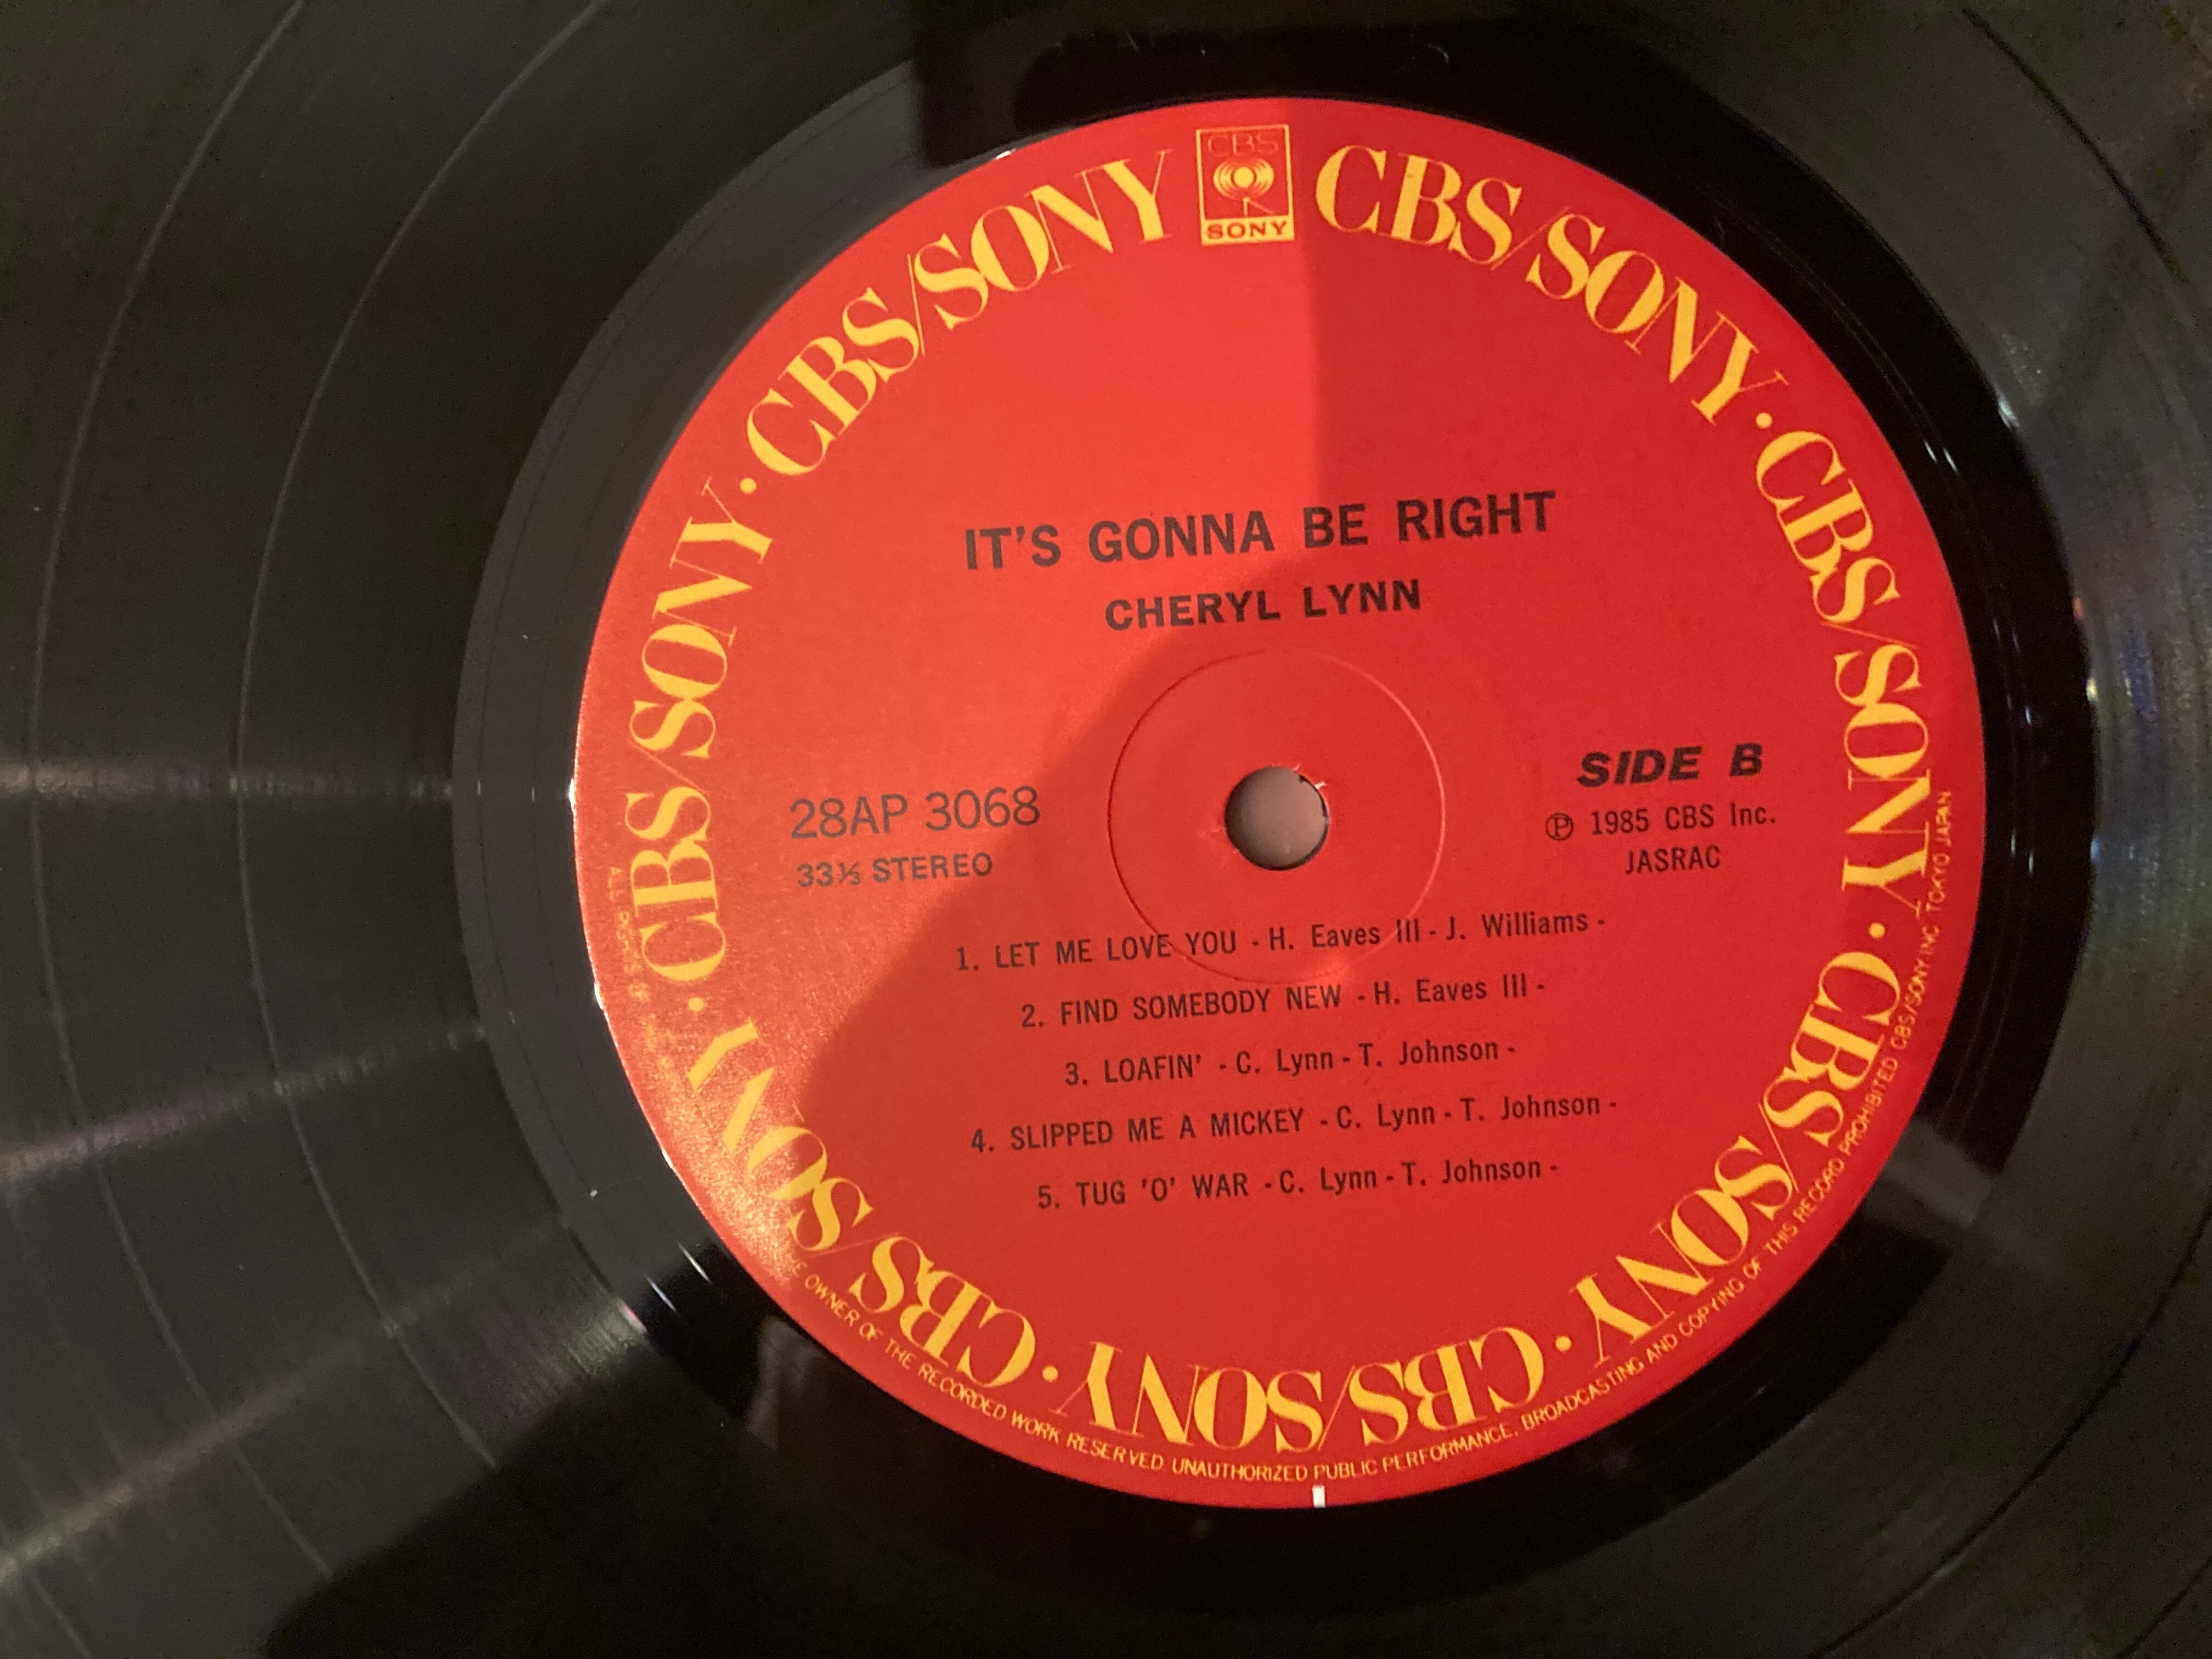 CBS
SONY
CBS/SONY · CBS/SONY · CBS/SONY · CBS/SONY · CBS/SONY · CBS/SONY · CBS/SONY
IT'S GONNA BE RIGHT
CHERYL LYNN
28AP 3068
33⅓ STEREO
SIDE B
Ⓟ 1985 CBS Inc.
JASRAC
1. LET ME LOVE YOU - H. Eaves III - J. Williams -
2. FIND SOMEBODY NEW - H. Eaves III -
3. LOAFIN' - C. Lynn - T. Johnson -
4. SLIPPED ME A MICKEY - C. Lynn - T. Johnson -
5. TUG 'O' WAR - C. Lynn - T. Johnson -
OWNER OF THE RECORDED WORK RESERVED. UNAUTHORIZED PUBLIC PERFORMANCE, BROADCASTING AND COPYING OF THIS RECORD PROHIBITED CBS/SONY INC. TOKYO JAPAN